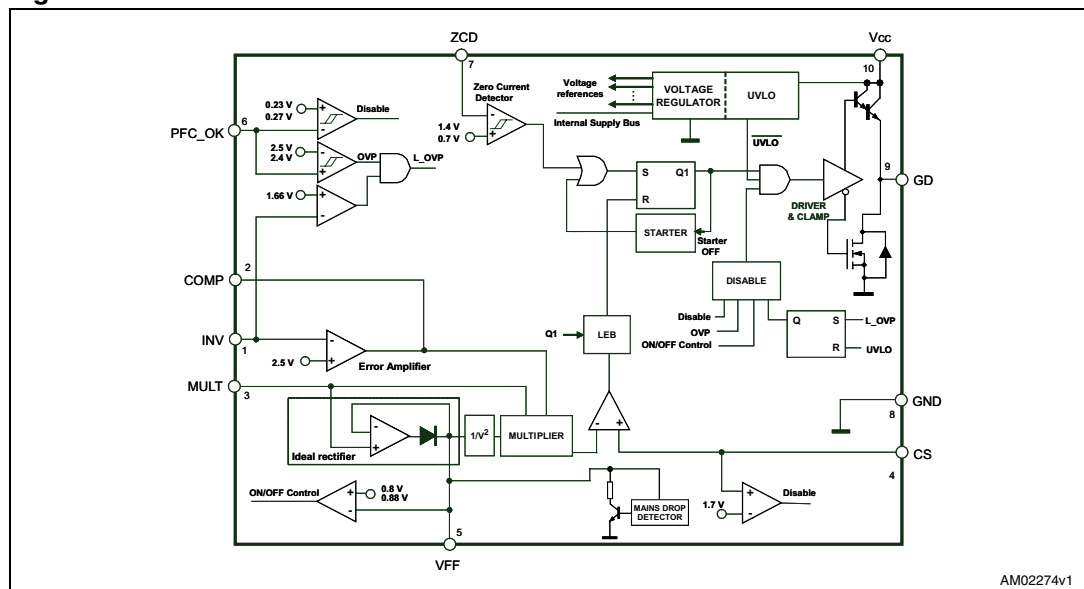 ZCD
Vcc
7
10
Zero Current
Detector
Voltage
references
VOLTAGE
REGULATOR
UVLO
0.23 V
0.27 V
Disable
6
PFC_OK
1.4 V
0.7 V
Internal Supply Bus
2.5 V
2.4 V
OVP
L_OVP
UVLO
1.66 V
S
Q1
R
9
GD
DRIVER
& CLAMP
STARTER
Starter
OFF
2
COMP
DISABLE
Disable
OVP
ON/OFF Control
Q
S
L_OVP
R
UVLO
Q1
LEB
INV
1
2.5 V
Error Amplifier
MULT
3
GND
8
1/V²
MULTIPLIER
Ideal rectifier
CS
4
ON/OFF Control
0.8 V
0.88 V
MAINS DROP
DETECTOR
1.7 V
Disable
5
VFF
AM02274v1